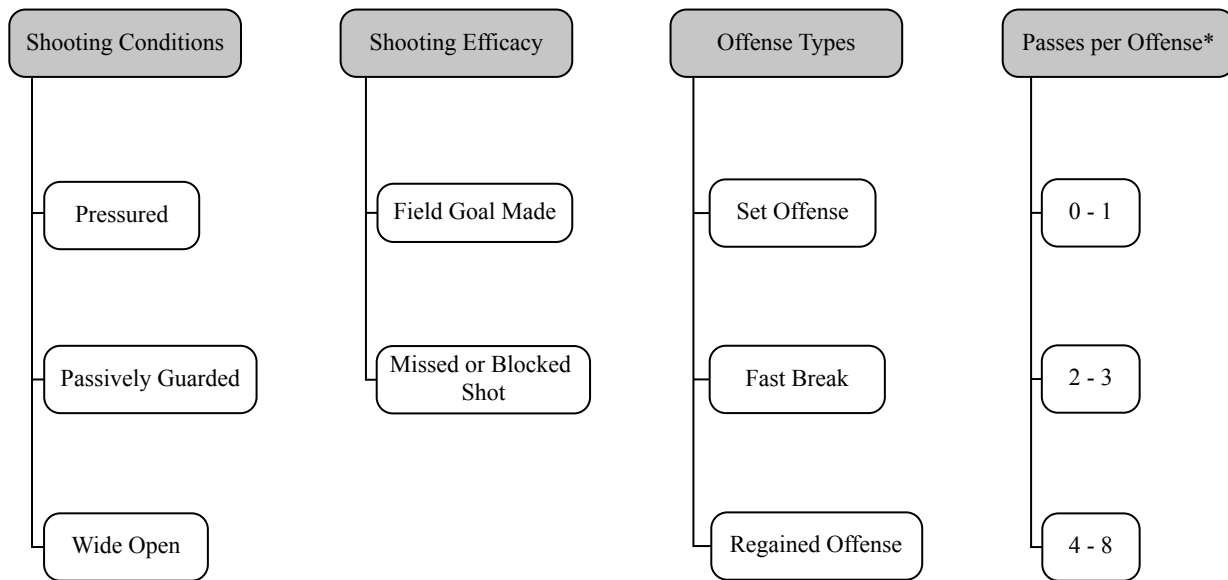 Shooting Conditions
Pressured
Passively Guarded
Wide Open
Shooting Efficacy
Field Goal Made
Missed or Blocked
Shot
Offense Types
Set Offense
Fast Break
Regained Offense
Passes per Offense*
0 - 1
2 - 3
4 - 8